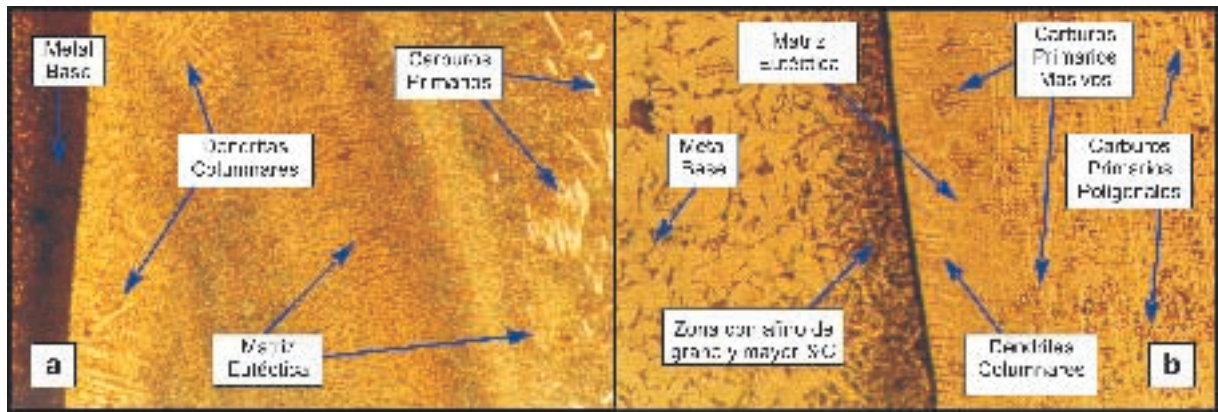 Metal
Base
Carburos
Primarios
Dendritas
Columnares
Matriz
Eutéctica
a
Matriz
Eutéctica
Carburos
Primarios
Masivos
Metal
Base
Carburos
Primarios
Poligonales
Zona con afino de
grano y mayor %C
Dendritas
Columnares
b